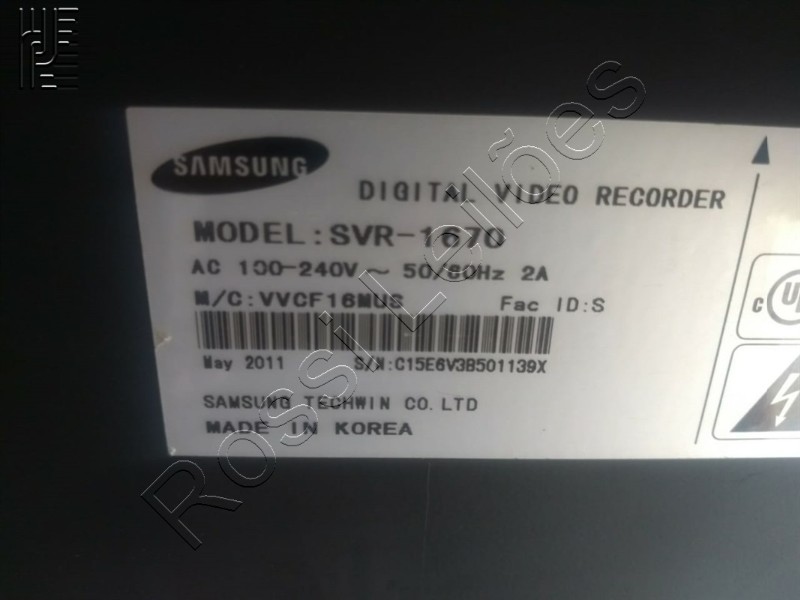 SAMSUNG
DIGITAL VIDEO RECORDER
MODEL:SVR-1670
AC 100-240V~ 50/60Hz 2A
M/C:VVCF16MUS Fac ID:S
May 2011 S/N:C15E6V3B501139X
SAMSUNG TECHWIN CO.LTD
MADE IN KOREA
C UL
Rossi Leilões